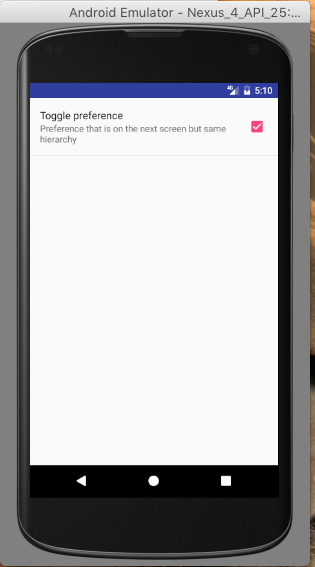 Android Emulator - Nexus_4_API_25:...
4G 5:10
Toggle preference
Preference that is on the next screen but same
hierarchy